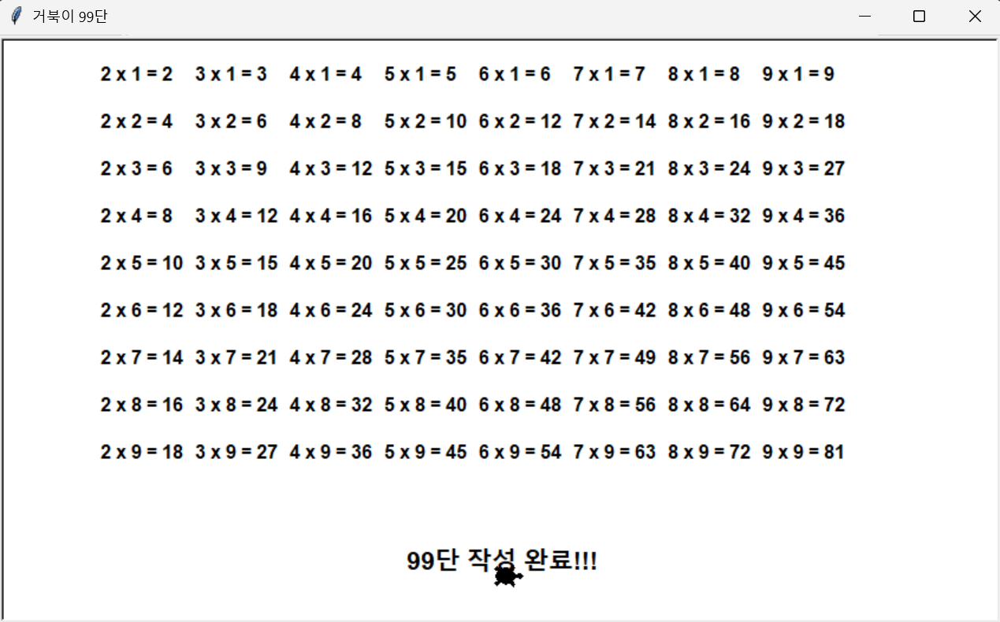 거북이 99단
2 x 1 = 2 3 x 1 = 3 4 x 1 = 4 5 x 1 = 5 6 x 1 = 6 7 x 1 = 7 8 x 1 = 8 9 x 1 = 9
2 x 2 = 4 3 x 2 = 6 4 x 2 = 8 5 x 2 = 10 6 x 2 = 12 7 x 2 = 14 8 x 2 = 16 9 x 2 = 18
2 x 3 = 6 3 x 3 = 9 4 x 3 = 12 5 x 3 = 15 6 x 3 = 18 7 x 3 = 21 8 x 3 = 24 9 x 3 = 27
2 x 4 = 8 3 x 4 = 12 4 x 4 = 16 5 x 4 = 20 6 x 4 = 24 7 x 4 = 28 8 x 4 = 32 9 x 4 = 36
2 x 5 = 10 3 x 5 = 15 4 x 5 = 20 5 x 5 = 25 6 x 5 = 30 7 x 5 = 35 8 x 5 = 40 9 x 5 = 45
2 x 6 = 12 3 x 6 = 18 4 x 6 = 24 5 x 6 = 30 6 x 6 = 36 7 x 6 = 42 8 x 6 = 48 9 x 6 = 54
2 x 7 = 14 3 x 7 = 21 4 x 7 = 28 5 x 7 = 35 6 x 7 = 42 7 x 7 = 49 8 x 7 = 56 9 x 7 = 63
2 x 8 = 16 3 x 8 = 24 4 x 8 = 32 5 x 8 = 40 6 x 8 = 48 7 x 8 = 56 8 x 8 = 64 9 x 8 = 72
2 x 9 = 18 3 x 9 = 27 4 x 9 = 36 5 x 9 = 45 6 x 9 = 54 7 x 9 = 63 8 x 9 = 72 9 x 9 = 81
99단 작성 완료!!!